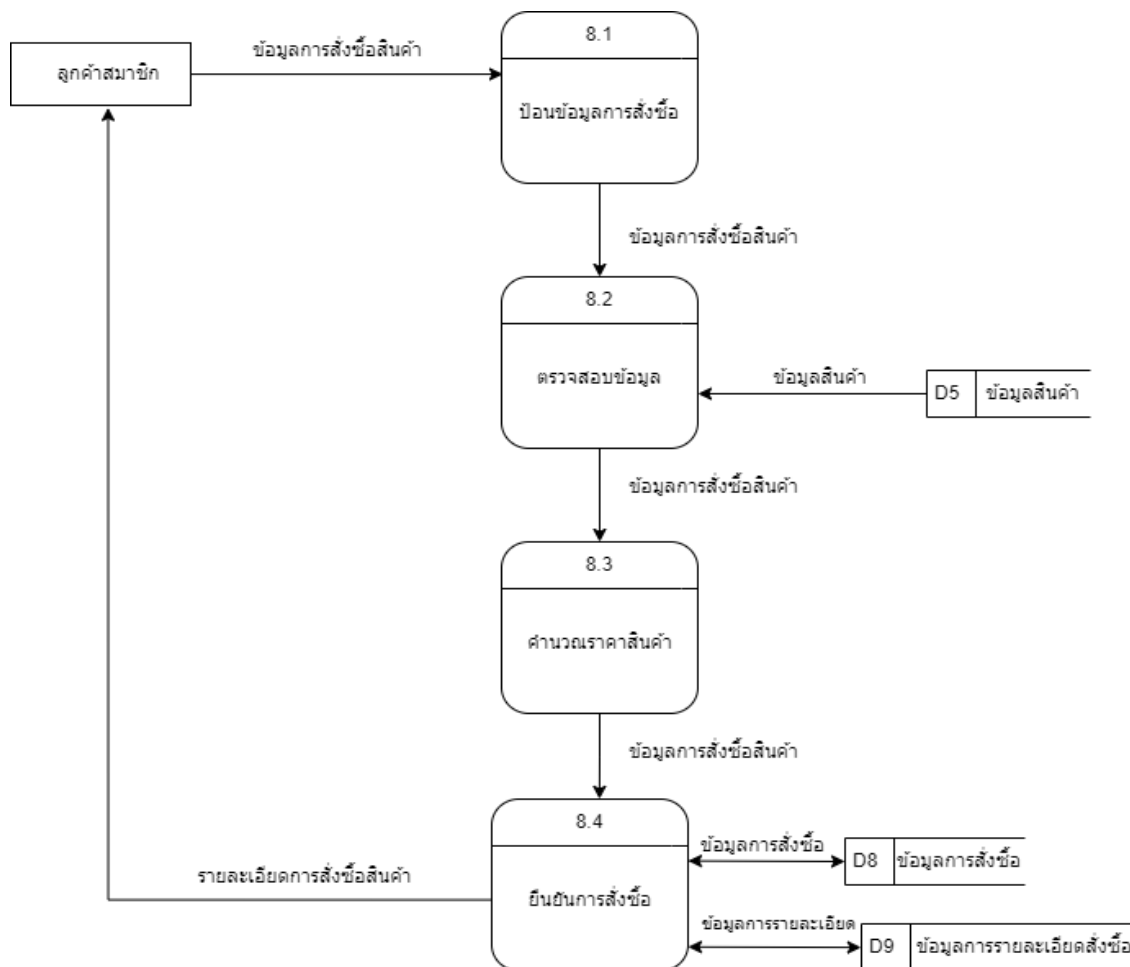 8.1
ข้อมูลการสั่งซื้อสินค้า
ลูกค้าสมาชิก
ป้อนข้อมูลการสั่งซื้อ
ข้อมูลการสั่งซื้อสินค้า
8.2
ตรวจสอบข้อมูล
ข้อมูลสินค้า
D5 ข้อมูลสินค้า
ข้อมูลการสั่งซื้อสินค้า
8.3
คำนวณราคาสินค้า
ข้อมูลการสั่งซื้อสินค้า
8.4
ข้อมูลการสั่งซื้อ
D8 ข้อมูลการสั่งซื้อ
รายละเอียดการสั่งซื้อสินค้า
ยืนยันการสั่งซื้อ
ข้อมูลการรายละเอียด
D9 ข้อมูลการรายละเอียดสั่งซื้อ